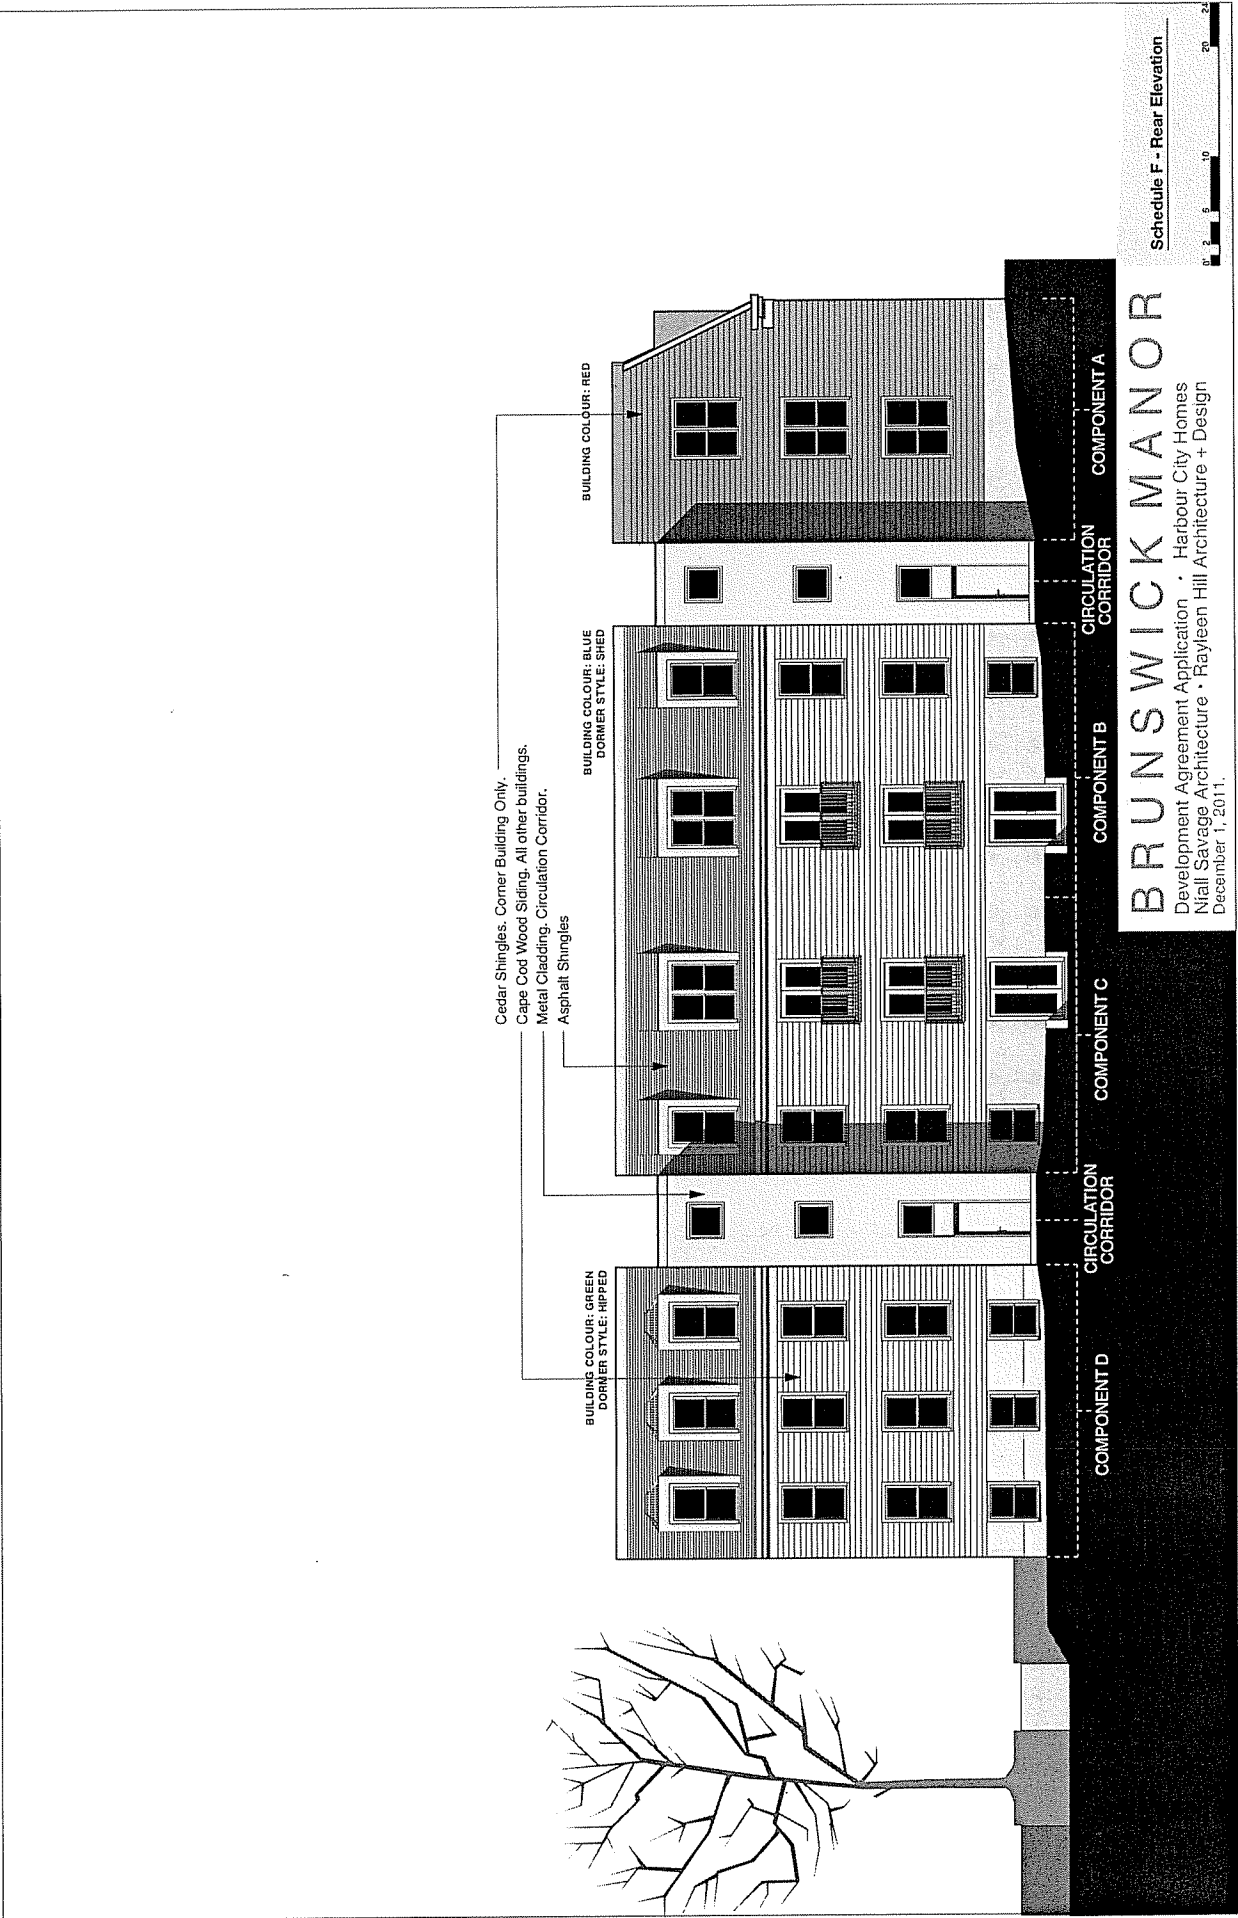 Cedar Shingles. Corner Building Only.
Cape Cod Wood Siding. All other buildings.
Metal Cladding. Circulation Corridor.
Asphalt Shingles
BUILDING COLOUR: GREEN
DORMER STYLE: HIPPED
BUILDING COLOUR: BLUE
DORMER STYLE: SHED
BUILDING COLOUR: RED
COMPONENT D
CIRCULATION
CORRIDOR
COMPONENT C
COMPONENT B
CIRCULATION
CORRIDOR
COMPONENT A
BRUNSWICK MANOR
Development Agreement Application • Harbour City Homes
Niall Savage Architecture • Rayleen Hill Architecture + Design
December 1, 2011.
Schedule F - Rear Elevation
0' 2 5 10 20 24